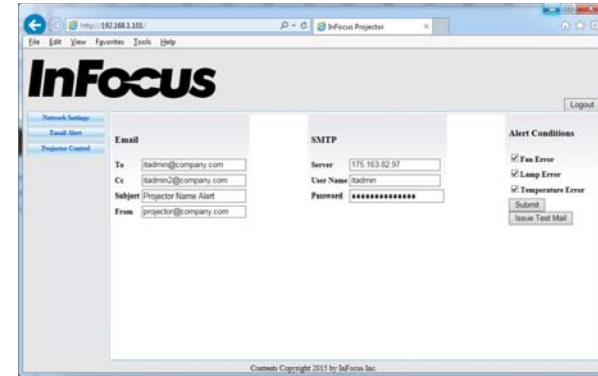 http://192.168.1.101/
InFocus Projector
File Edit View Favorites Tools Help
InFocus
Logout
Network Settings
Email Alert
Projector Control
Email
To itadmin@company.com
Cc itadmin2@company.com
Subject Projector Name Alert
From projector@company.com
SMTP
Server 175.163.82.97
User Name itadmin
Password ●●●●●●●●●●●●●●
Alert Conditions
Fan Error
Lamp Error
Temperature Error
Submit
Issue Test Mail
Contents Copyright 2015 by InFocus Inc.